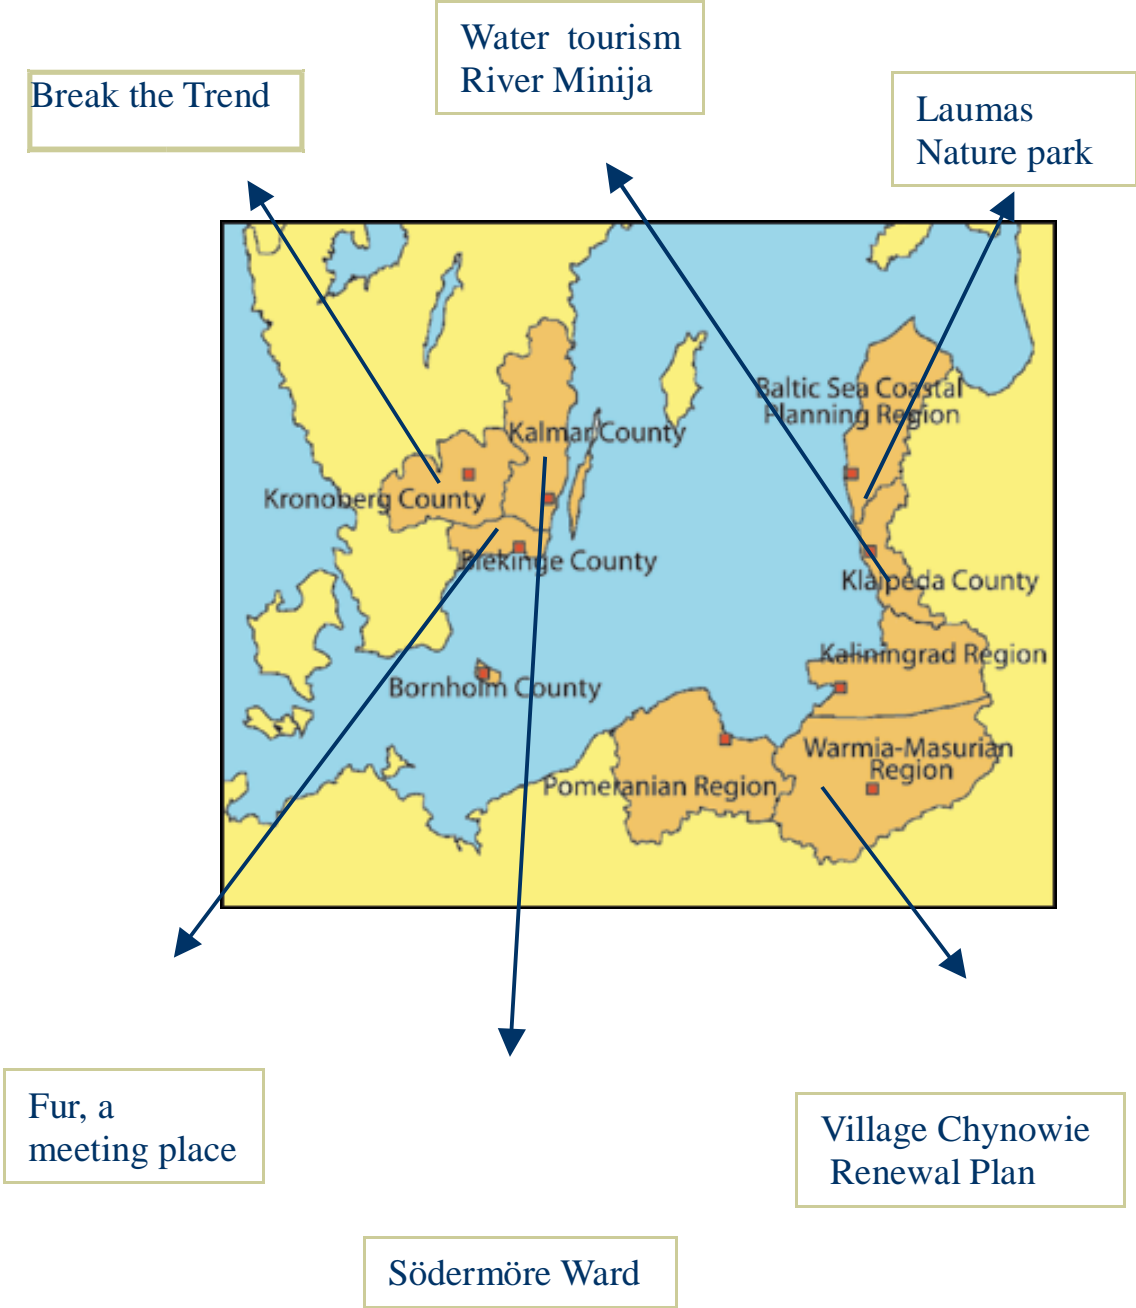 Water tourism
River Minija
Break the Trend
Laumas
Nature park
Baltic Sea Coastal
Planning Region
Kalmar County
Kronoberg County
Blekinge County
Klaipeda County
Kaliningrad Region
Bornholm County
Warmia-Masurian
Region
Pomeranian Region
Fur, a
meeting place
Village Chynowie
Renewal Plan
Södermöre Ward